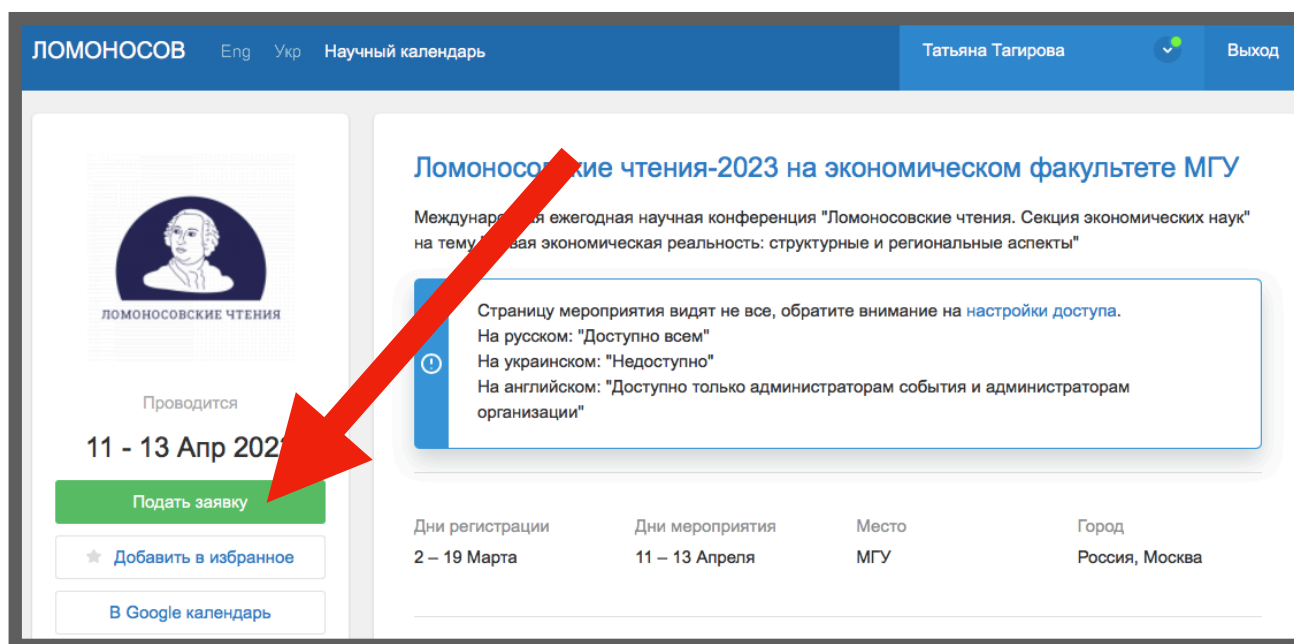 ЛОМОНОСОВ Eng Укр Научный календарь Татьяна Тагирова Выход
ЛОМОНОСОВСКИЕ ЧТЕНИЯ
Проводится
11 - 13 Апр
Подать заявку
Добавить в избранное
В Google календарь
чтения-2023 на экономическом факультете МГУ
ежегодная научная конференция "Ломоносовские чтения. Секция экономических наук"
на тему экономическая реальность: структурные и региональные аспекты"
Страницу мероприятия видят не все, обратите внимание на настройки доступа.
На русском: "Доступно всем"
На украинском: "Недоступно"
На английском: "Доступно только администраторам события и администраторам
организации"
Дни регистрации Дни мероприятия Место Город
2 – 19 Марта 11 – 13 Апреля МГУ Россия, Москва